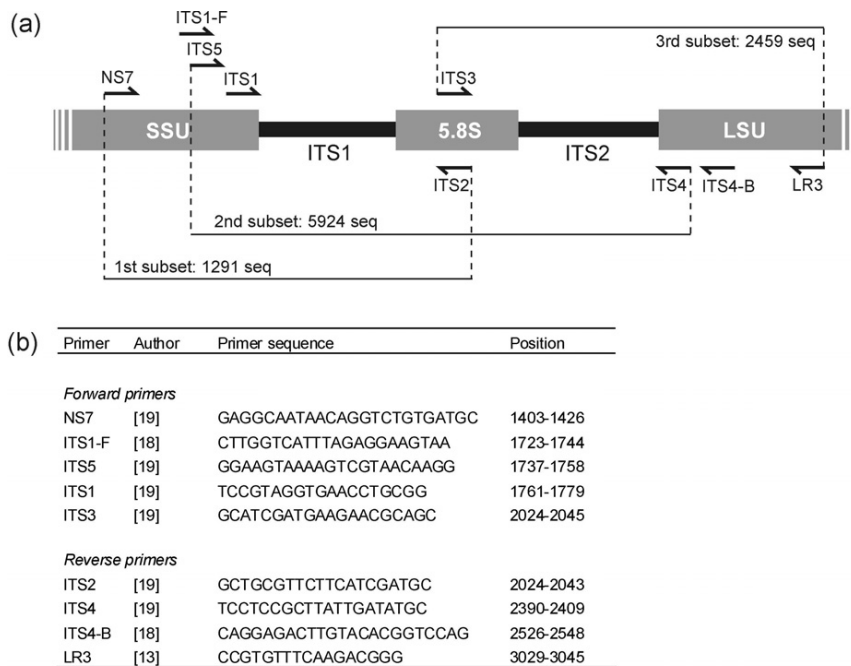 (a)
ITS1-F
ITS5
NS7
ITS1
ITS3
3rd subset: 2459 seq
SSU
5.8S
LSU
ITS1
ITS2
ITS2
ITS4
ITS4-B
LR3
2nd subset: 5924 seq
1st subset: 1291 seq
(b)
Primer Author Primer sequence Position
Forward primers
NS7 [19] GAGGCAATAACAGGTCTGTGATGC 1403-1426
ITS1-F [18] CTTGGTCATTTAGAGGAAGTAA 1723-1744
ITS5 [19] GGAAGTAAAAGTCGTAACAAGG 1737-1758
ITS1 [19] TCCGTAGGTGAACCTGCGG 1761-1779
ITS3 [19] GCATCGATGAAGAACGCAGC 2024-2045
Reverse primers
ITS2 [19] GCTGCGTTCTTCATCGATGC 2024-2043
ITS4 [19] TCCTCCGCTTATTGATATGC 2390-2409
ITS4-B [18] CAGGAGACTTGTACACGGTCCAG 2526-2548
LR3 [13] CCGTGTTTCAAGACGGG 3029-3045